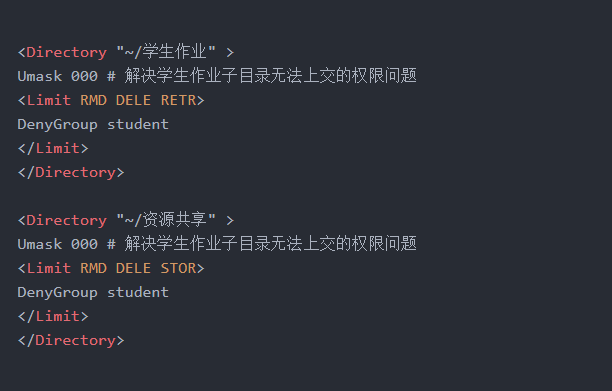 <Directory "~/学生作业" >
Umask 000 # 解决学生作业子目录无法上交的权限问题
<Limit RMD DELE RETR>
DenyGroup student
</Limit>
</Directory>
<Directory "~/资源共享" >
Umask 000 # 解决学生作业子目录无法上交的权限问题
<Limit RMD DELE STOR>
DenyGroup student
</Limit>
</Directory>